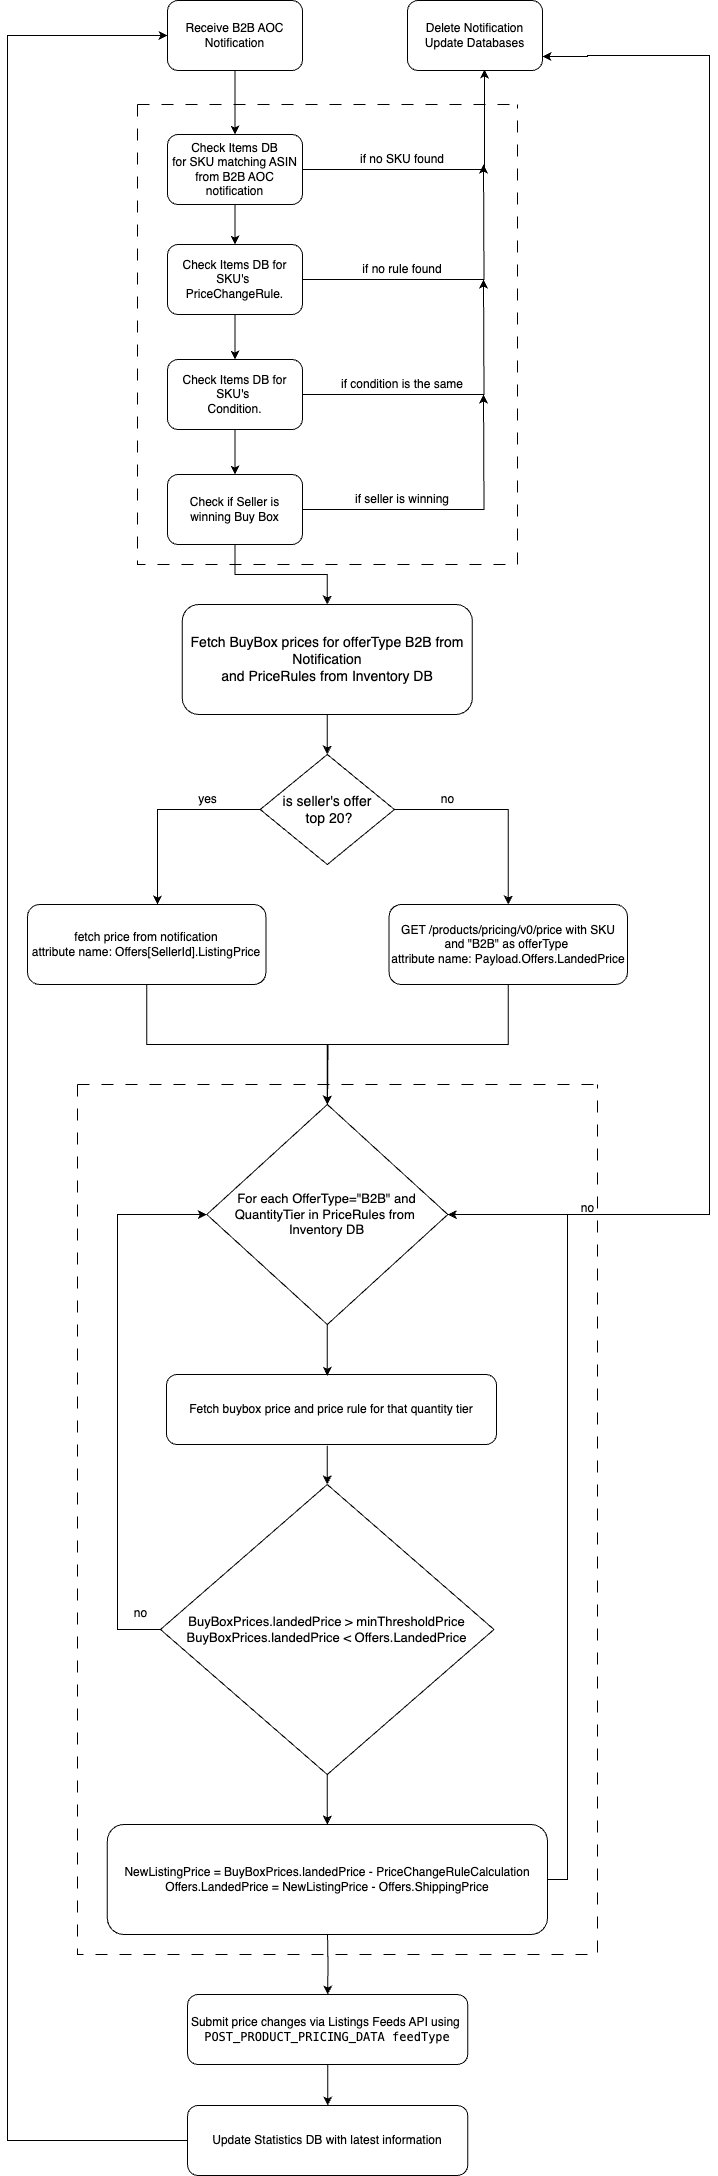 Receive B2B AOC
Notification
Delete Notification
Update Databases
Check Items DB
for SKU matching ASIN
from B2B AOC
notification
if no SKU found
Check Items DB for
SKU's
PriceChangeRule.
if no rule found
Check Items DB for
SKU's
Condition.
if condition is the same
Check if Seller is
winning Buy Box
if seller is winning
Fetch BuyBox prices for offerType B2B from
Notification
and PriceRules from Inventory DB
is seller's offer
top 20?
yes
no
fetch price from notification
attribute name: Offers[SellerId].ListingPrice
GET /products/pricing/v0/price with SKU
and "B2B" as offerType
attribute name: Payload.Offers.LandedPrice
For each OfferType="B2B" and
QuantityTier in PriceRules from
Inventory DB
no
Fetch buybox price and price rule for that quantity tier
BuyBoxPrices.landedPrice > minThresholdPrice
BuyBoxPrices.landedPrice < Offers.LandedPrice
no
NewListingPrice = BuyBoxPrices.landedPrice - PriceChangeRuleCalculation
Offers.LandedPrice = NewListingPrice - Offers.ShippingPrice
Submit price changes via Listings Feeds API using
POST_PRODUCT_PRICING_DATA feedType
Update Statistics DB with latest information